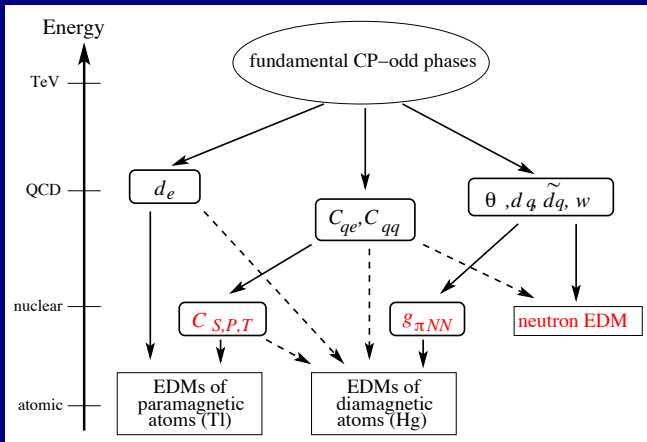 Energy
fundamental CP−odd phases
TeV
QCD
d_e
θ ,d_q, d̃_q, w
C_qe, C_qq
nuclear
C_S,P,T
g_πNN
neutron EDM
EDMs of
paramagnetic
atoms (Tl)
EDMs of
diamagnetic
atoms (Hg)
atomic